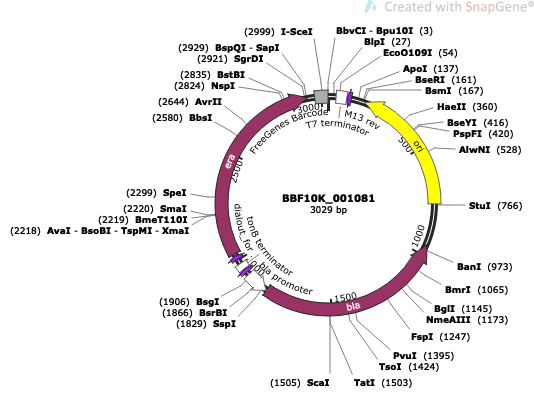 Created with SnapGene®
(2999) I-SceI
BbvCI - Bpu10I (3)
BlpI (27)
(2929) BspQI - SapI
EcoO109I (54)
(2921) SgrDI
ApoI (137)
(2835) BstBI
BseRI (161)
(2824) NspI
BsmI (167)
(2644) AvrII
HaeII (360)
(2580) BbsI
BseYI (416)
PspFI (420)
AlwNI (528)
3000
FreeGenes Barcode
T7 terminator
M13 rev
ori
500
era
2500
(2299) SpeI
BBF10K_001081
3029 bp
StuI (766)
(2220) SmaI
(2219) BmeT110I
(2218) AvaI - BsoBI - TspMI - XmaI
tonB terminator
dialout_for
bla promoter
1000
BanI (973)
BmrI (1065)
(1906) BsgI
(1866) BsrBI
(1829) SspI
1500
bla
BglI (1145)
NmeAIII (1173)
FspI (1247)
PvuI (1395)
TsoI (1424)
(1505) ScaI
TatI (1503)